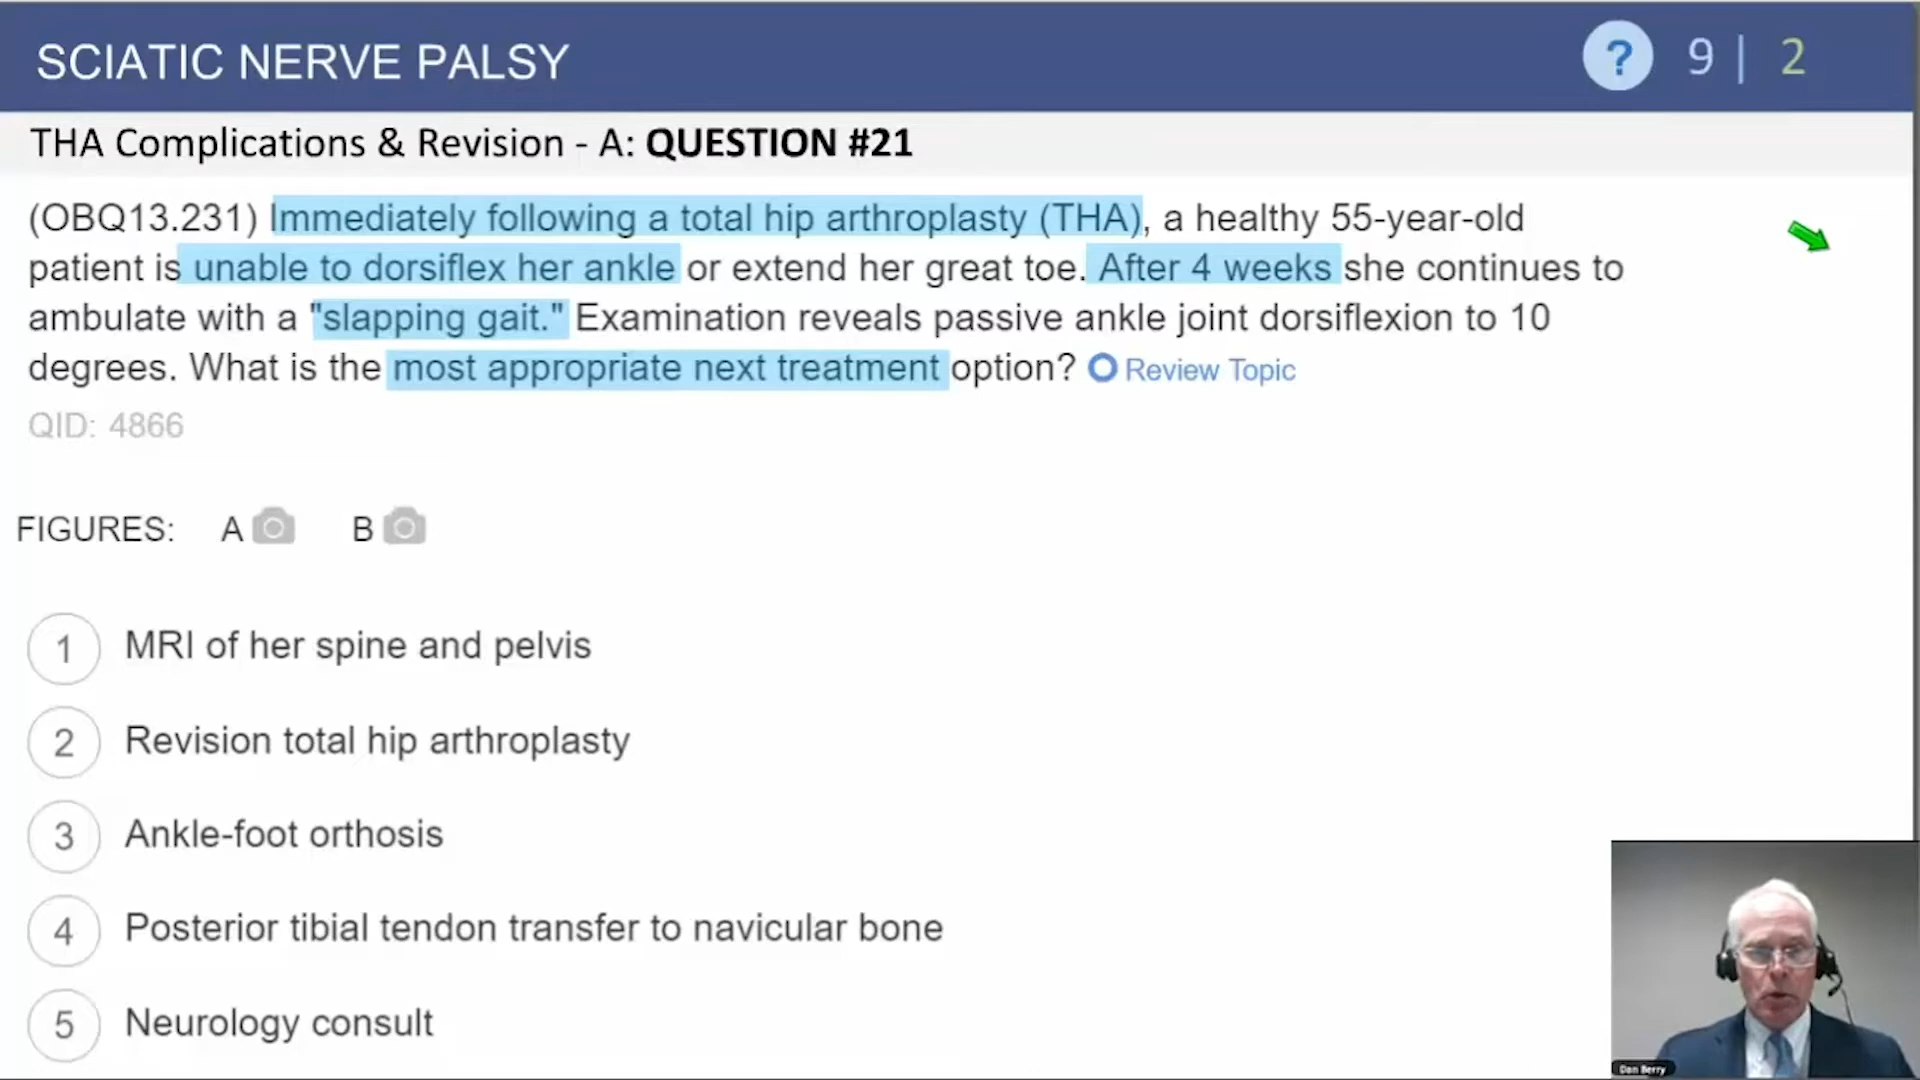 SCIATIC NERVE PALSY
? 9 | 2
THA Complications & Revision - A: QUESTION #21
(OBQ13.231) Immediately following a total hip arthroplasty (THA), a healthy 55-year-old
patient is unable to dorsiflex her ankle or extend her great toe. After 4 weeks she continues to
ambulate with a "slapping gait." Examination reveals passive ankle joint dorsiflexion to 10
degrees. What is the most appropriate next treatment option? Review Topic
QID: 4866
FIGURES: A B
1 MRI of her spine and pelvis
2 Revision total hip arthroplasty
3 Ankle-foot orthosis
4 Posterior tibial tendon transfer to navicular bone
5 Neurology consult
Dan Berry